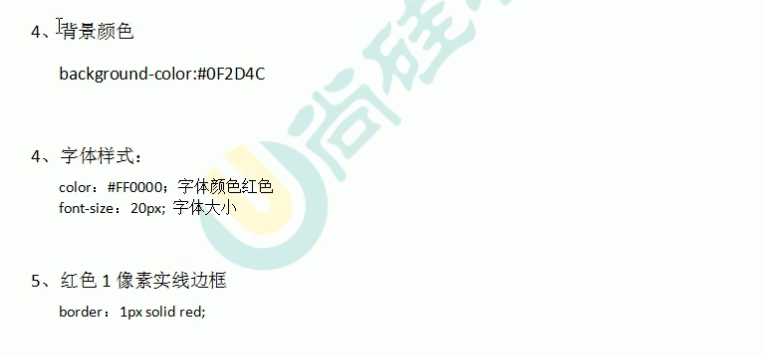 4、背景颜色
background-color:#0F2D4C
4、字体样式：
color：#FF0000；字体颜色红色
font-size：20px; 字体大小
5、红色 1 像素实线边框
border：1px solid red;
尚硅